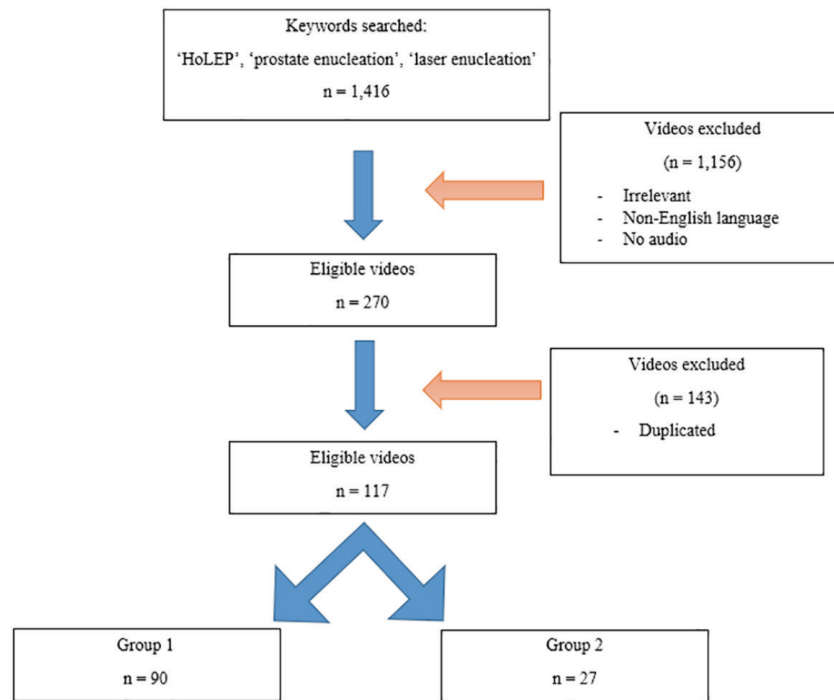 Keywords searched:
‘HoLEP’, ‘prostate enucleation’, ‘laser enucleation’
n = 1,416
Videos excluded
(n = 1,156)
- Irrelevant
- Non-English language
- No audio
Eligible videos
n = 270
Videos excluded
(n = 143)
- Duplicated
Eligible videos
n = 117
Group 1
n = 90
Group 2
n = 27